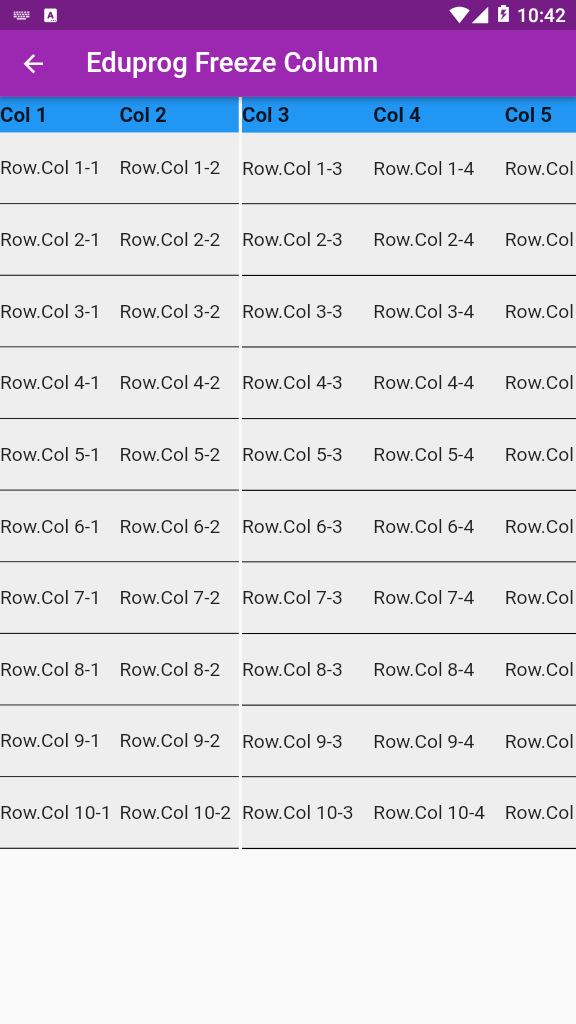 10:42
Eduprog Freeze Column
Col 1 Col 2 Col 3 Col 4 Col 5
Row.Col 1-1 Row.Col 1-2 Row.Col 1-3 Row.Col 1-4 Row.Col
Row.Col 2-1 Row.Col 2-2 Row.Col 2-3 Row.Col 2-4 Row.Col
Row.Col 3-1 Row.Col 3-2 Row.Col 3-3 Row.Col 3-4 Row.Col
Row.Col 4-1 Row.Col 4-2 Row.Col 4-3 Row.Col 4-4 Row.Col
Row.Col 5-1 Row.Col 5-2 Row.Col 5-3 Row.Col 5-4 Row.Col
Row.Col 6-1 Row.Col 6-2 Row.Col 6-3 Row.Col 6-4 Row.Col
Row.Col 7-1 Row.Col 7-2 Row.Col 7-3 Row.Col 7-4 Row.Col
Row.Col 8-1 Row.Col 8-2 Row.Col 8-3 Row.Col 8-4 Row.Col
Row.Col 9-1 Row.Col 9-2 Row.Col 9-3 Row.Col 9-4 Row.Col
Row.Col 10-1 Row.Col 10-2 Row.Col 10-3 Row.Col 10-4 Row.Col